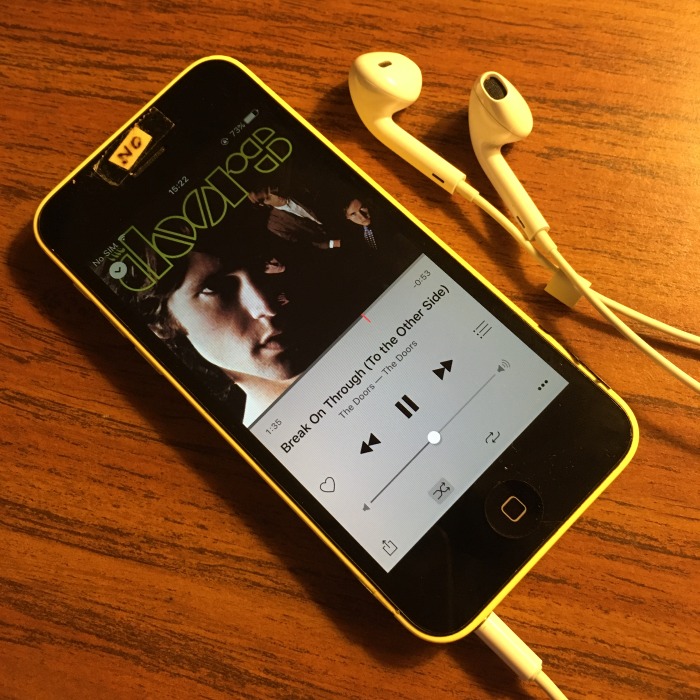 NO
No SIM 15:22 73%
the doors
1:35 -0:53
Break On Through (To the Other Side)
The Doors — The Doors